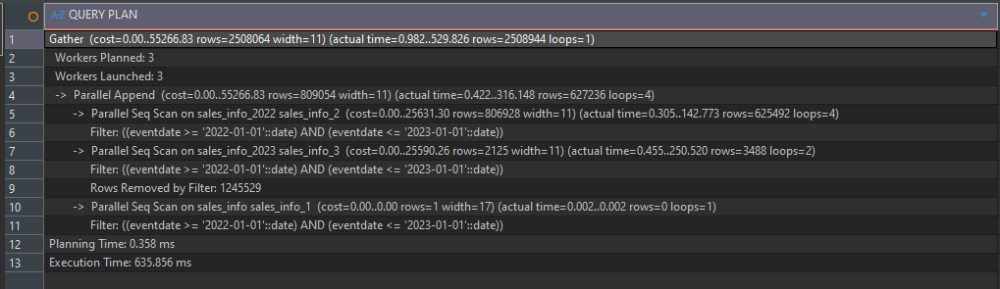 A-Z QUERY PLAN
1 Gather (cost=0.00..55266.83 rows=2508064 width=11) (actual time=0.982..529.826 rows=2508944 loops=1)
2 Workers Planned: 3
3 Workers Launched: 3
4 -> Parallel Append (cost=0.00..55266.83 rows=809054 width=11) (actual time=0.422..316.148 rows=627236 loops=4)
5 -> Parallel Seq Scan on sales_info_2022 sales_info_2 (cost=0.00..25631.30 rows=806928 width=11) (actual time=0.305..142.773 rows=625492 loops=4)
6 Filter: ((eventdate >= '2022-01-01'::date) AND (eventdate <= '2023-01-01'::date))
7 -> Parallel Seq Scan on sales_info_2023 sales_info_3 (cost=0.00..25590.26 rows=2125 width=11) (actual time=0.455..250.520 rows=3488 loops=2)
8 Filter: ((eventdate >= '2022-01-01'::date) AND (eventdate <= '2023-01-01'::date))
9 Rows Removed by Filter: 1245529
10 -> Parallel Seq Scan on sales_info sales_info_1 (cost=0.00..0.00 rows=1 width=17) (actual time=0.002..0.002 rows=0 loops=1)
11 Filter: ((eventdate >= '2022-01-01'::date) AND (eventdate <= '2023-01-01'::date))
12 Planning Time: 0.358 ms
13 Execution Time: 635.856 ms